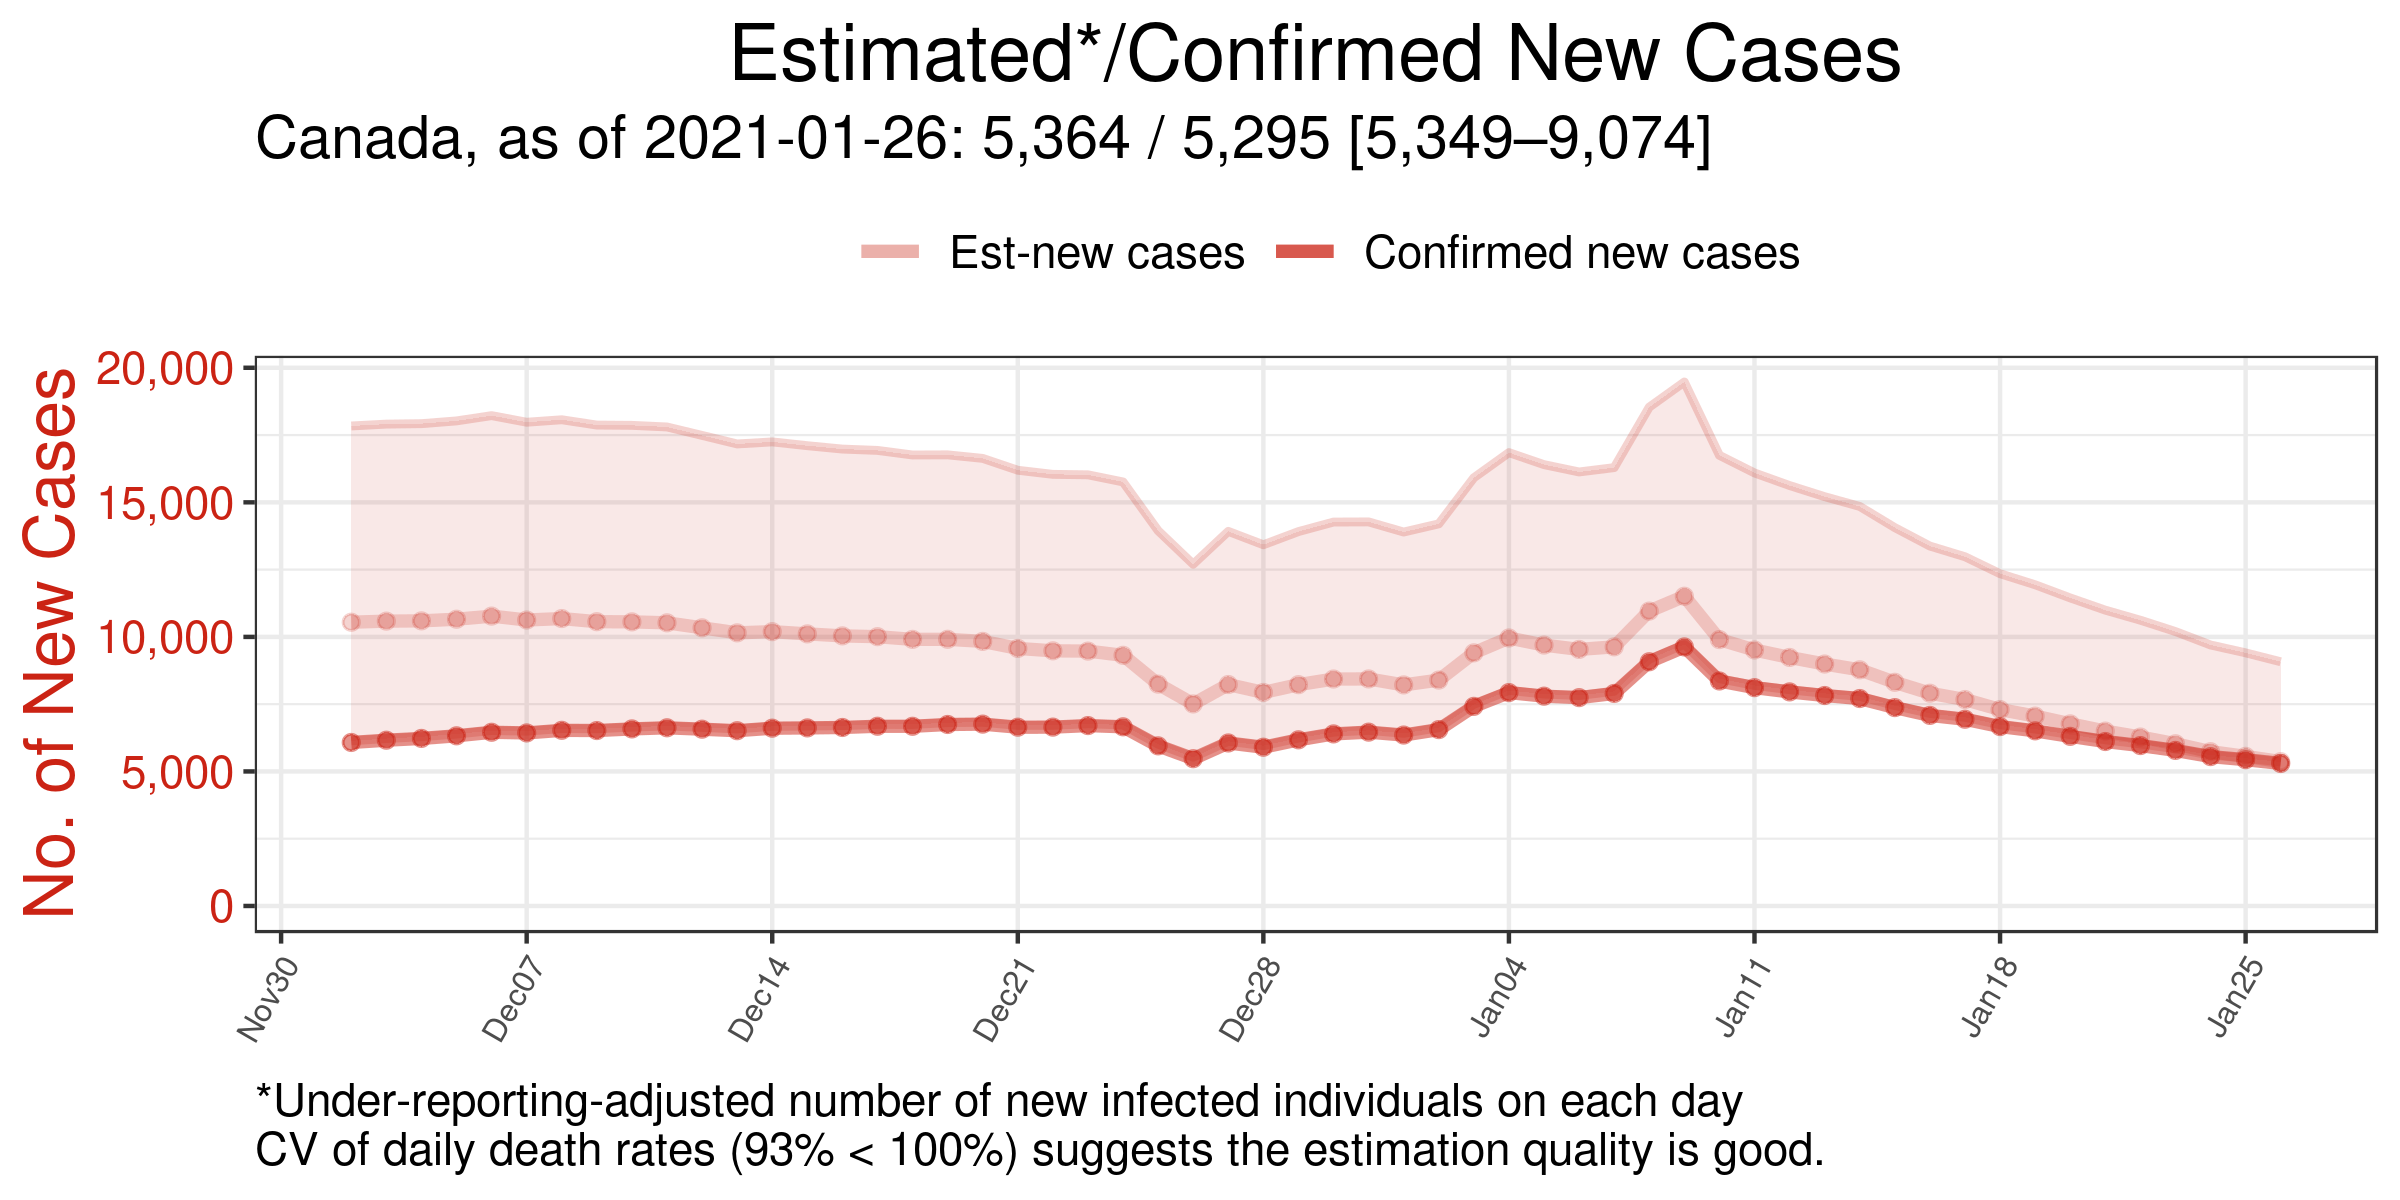 Estimated*/Confirmed New Cases
Canada, as of 2021-01-26: 5,364 / 5,295 [5,349–9,074]
Est-new cases
Confirmed new cases
No. of New Cases
20,000
15,000
10,000
5,000
0
Nov30
Dec07
Dec14
Dec21
Dec28
Jan04
Jan11
Jan18
Jan25
*Under-reporting-adjusted number of new infected individuals on each day
CV of daily death rates (93% < 100%) suggests the estimation quality is good.